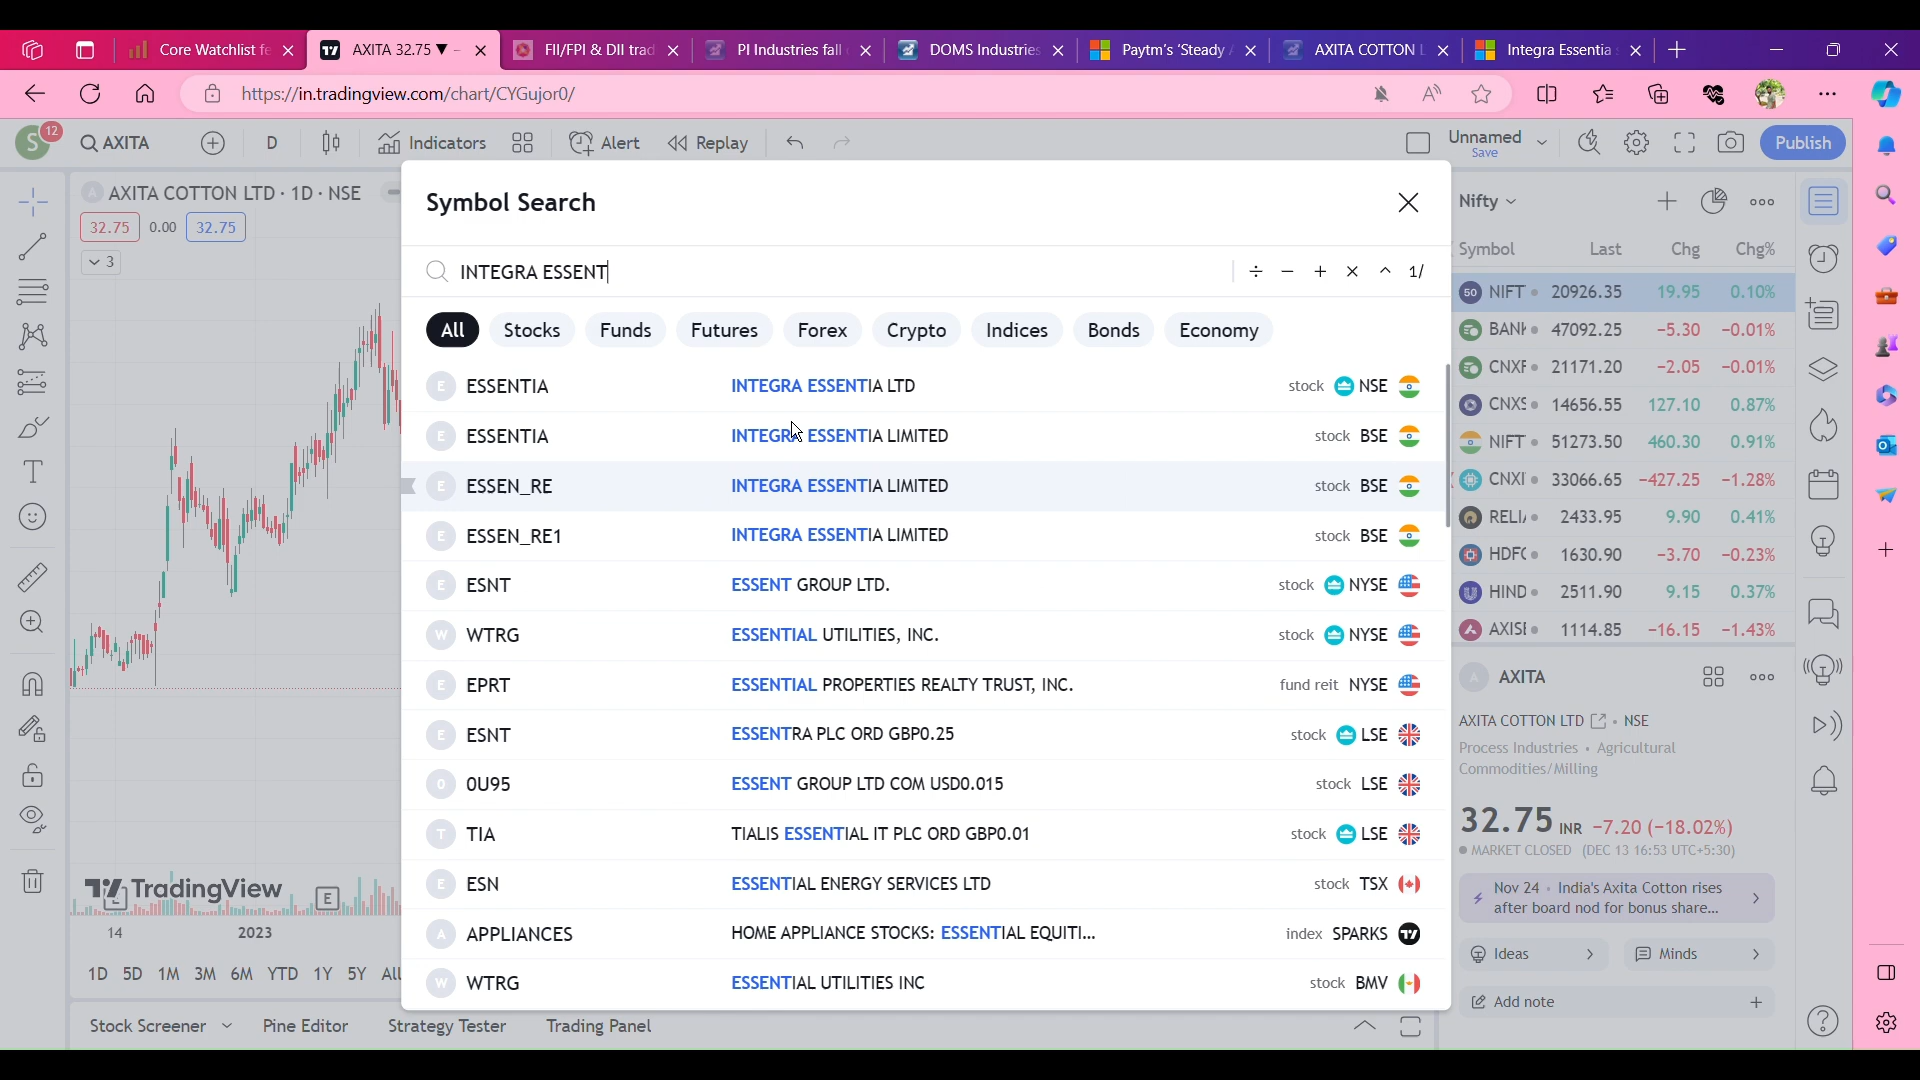 Core Watchlist fe
AXITA 32.75 ▼ -
FII/FPI & DII trad
PI Industries fall
DOMS Industries
Paytm's 'Steady
AXITA COTTON L
Integra Essentia
https://in.tradingview.com/chart/CYGujor0/
S 12
AXITA
D
Indicators
Alert
Replay
Unnamed
Save
Publish
AXITA COTTON LTD · 1D · NSE
32.75 0.00 32.75
3
14 2023
TradingView
E E
1D 5D 1M 3M 6M YTD 1Y 5Y
Stock Screener Pine Editor Strategy Tester Trading Panel
Symbol Search
INTEGRA ESSENT
÷ − + × ^ 1/
All Stocks Funds Futures Forex Crypto Indices Bonds Economy
E ESSENTIA INTEGRA ESSENTIA LTD stock NSE
E ESSENTIA INTEGRA ESSENTIA LIMITED stock BSE
E ESSEN_RE INTEGRA ESSENTIA LIMITED stock BSE
E ESSEN_RE1 INTEGRA ESSENTIA LIMITED stock BSE
E ESNT ESSENT GROUP LTD. stock NYSE
W WTRG ESSENTIAL UTILITIES, INC. stock NYSE
E EPRT ESSENTIAL PROPERTIES REALTY TRUST, INC. fund reit NYSE
E ESNT ESSENTRA PLC ORD GBP0.25 stock LSE
0 0U95 ESSENT GROUP LTD COM USD0.015 stock LSE
T TIA TIALIS ESSENTIAL IT PLC ORD GBP0.01 stock LSE
E ESN ESSENTIAL ENERGY SERVICES LTD stock TSX
A APPLIANCES HOME APPLIANCE STOCKS: ESSENTIAL EQUITI... index SPARKS
W WTRG ESSENTIAL UTILITIES INC stock BMV
Nifty
Symbol Last Chg Chg%
50 NIFT 20926.35 19.95 0.10%
47092.25 −5.30 −0.01%
21171.20 −2.05 −0.01%
14656.55 127.10 0.87%
NIFT 51273.50 460.30 0.91%
33066.65 −427.25 −1.28%
2433.95 9.90 0.41%
1630.90 −3.70 −0.23%
HIND 2511.90 9.15 0.37%
1114.85 −16.15 −1.43%
A AXITA
AXITA COTTON LTD • NSE
Process Industries • Agricultural
Commodities/Milling
32.75 INR −7.20 (−18.02%)
MARKET CLOSED (DEC 13 16:53 UTC+5:30)
Nov 24 • India's Axita Cotton rises
after board nod for bonus share...
Ideas
Minds
Add note